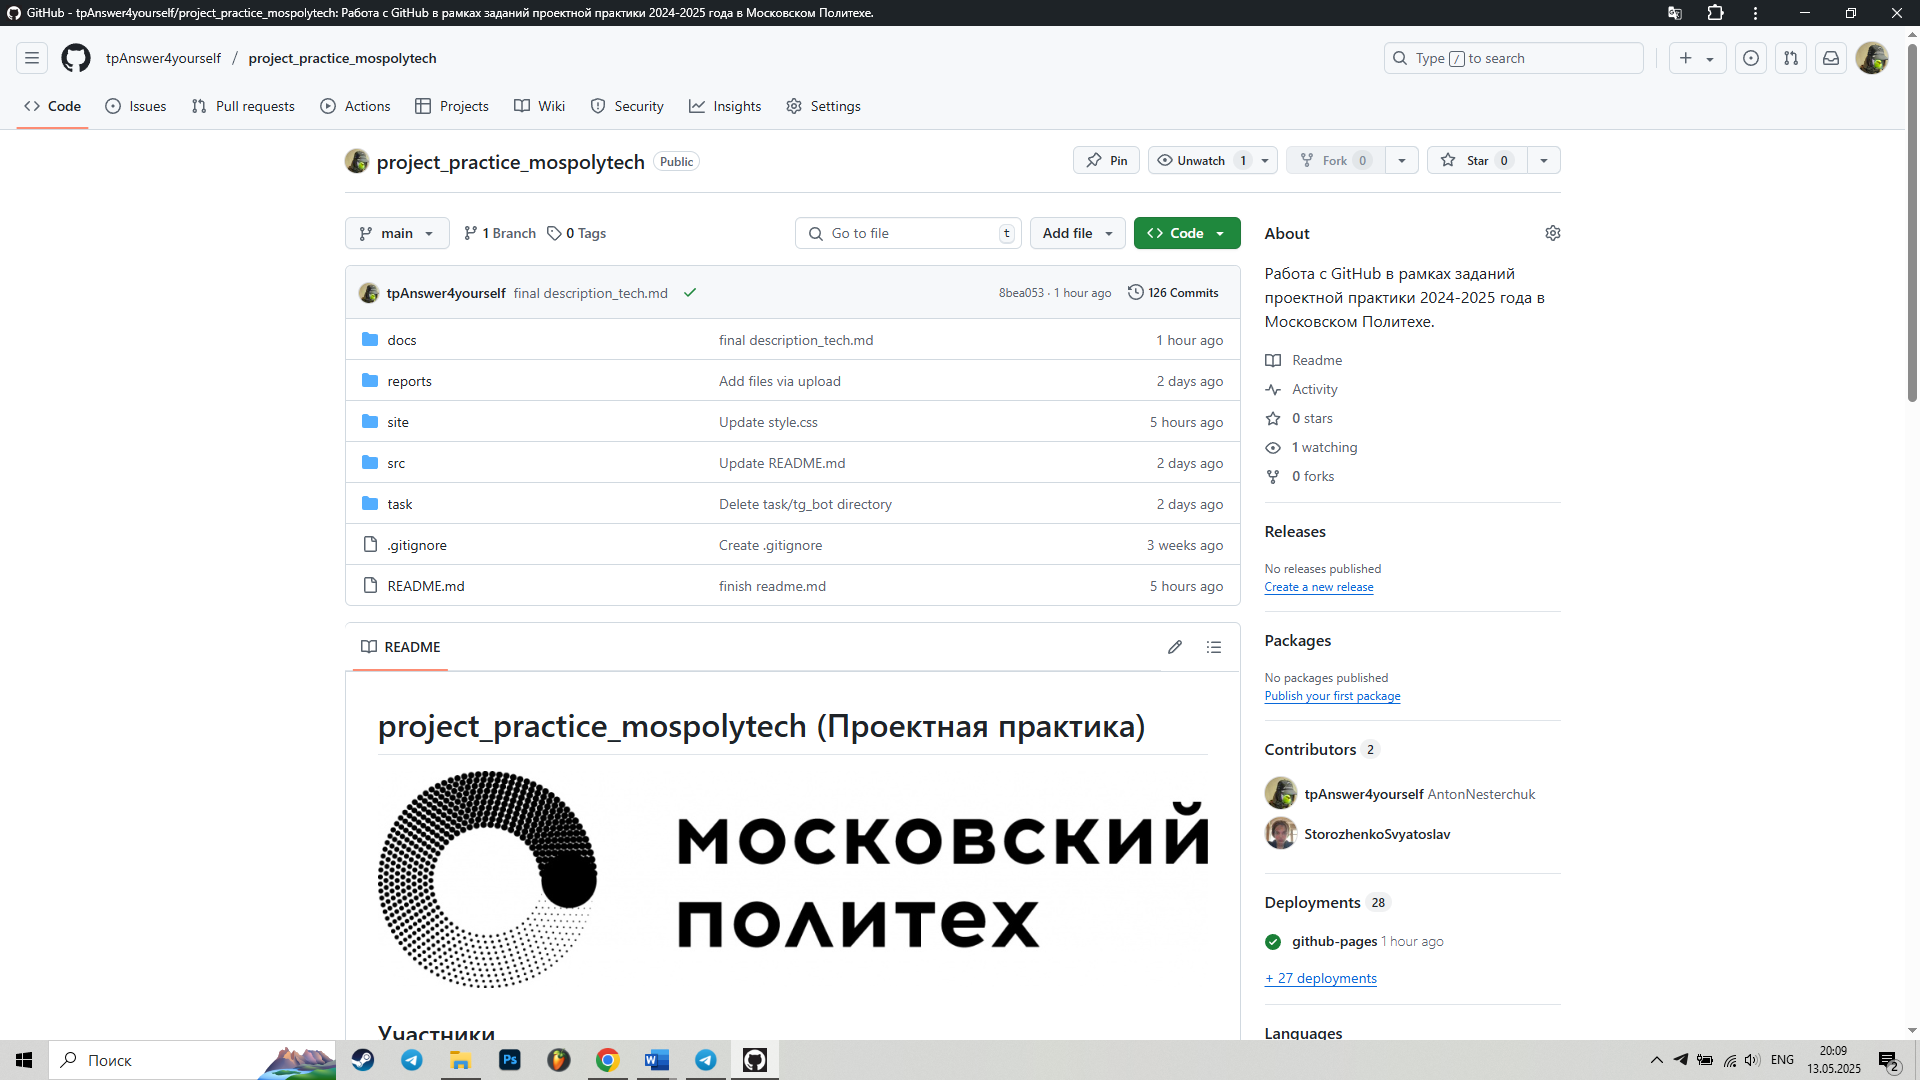 GitHub - tpAnswer4yourself/project_practice_mospolytech: Работа с GitHub в рамках заданий проектной практики 2024-2025 года в Московском Политехе.
tpAnswer4yourself / project_practice_mospolytech
Type / to search
Code Issues Pull requests Actions Projects Wiki Security Insights Settings
project_practice_mospolytech Public
Pin Unwatch 1 Fork 0 Star 0
main 1 Branch 0 Tags Go to file t Add file Code
tpAnswer4yourself final description_tech.md 8bea053 · 1 hour ago 126 Commits
docs final description_tech.md 1 hour ago
reports Add files via upload 2 days ago
site Update style.css 5 hours ago
src Update README.md 2 days ago
task Delete task/tg_bot directory 2 days ago
.gitignore Create .gitignore 3 weeks ago
README.md finish readme.md 5 hours ago
README
project_practice_mospolytech (Проектная практика)
МОСКОВСКИЙ
ПОЛИТЕХ
Участники
About
Работа с GitHub в рамках заданий
проектной практики 2024-2025 года в
Московском Политехе.
Readme
Activity
0 stars
1 watching
0 forks
Releases
No releases published
Create a new release
Packages
No packages published
Publish your first package
Contributors 2
tpAnswer4yourself AntonNesterchuk
StorozhenkoSvyatoslav
Deployments 28
github-pages 1 hour ago
+ 27 deployments
Languages
Поиск
Ps
W
ENG
20:09
13.05.2025
2